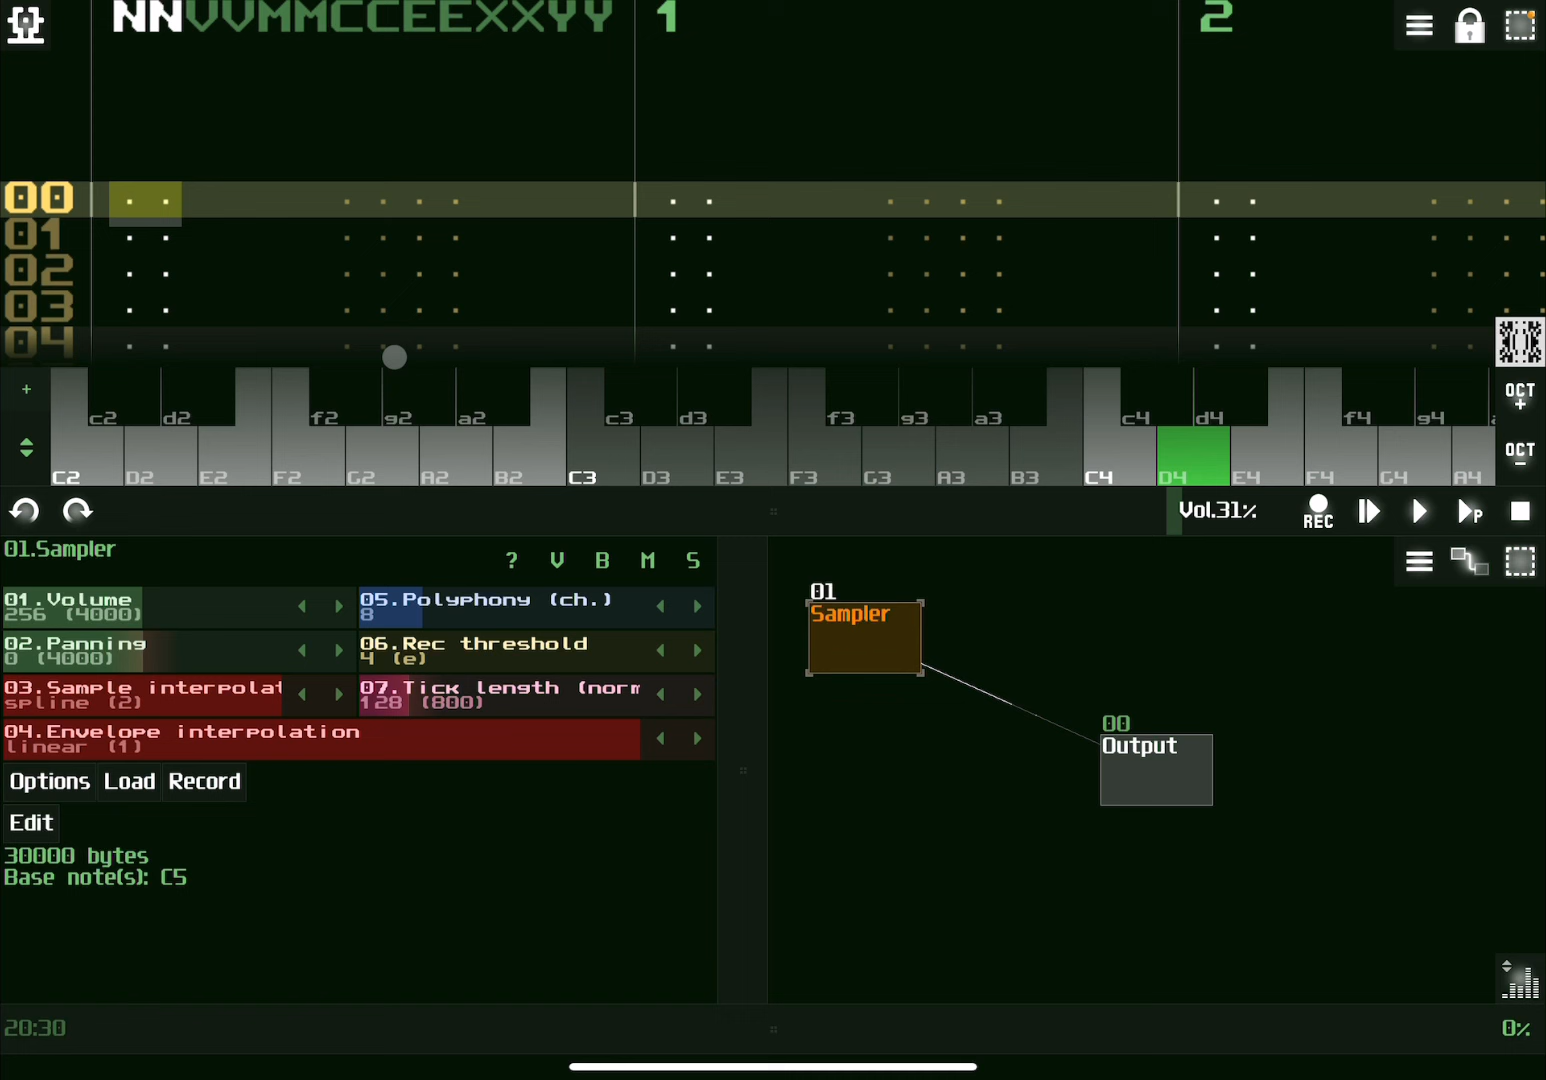 NNVVMMCCEEXXYY 1 2
00
01
02
03
04
+ c2 d2 f2 g2 a2 c3 d3 f3 g3 a3 c4 d4 f4 g4 OCT +
C2 D2 E2 F2 G2 A2 B2 C3 D3 E3 F3 G3 A3 B3 C4 D4 E4 F4 G4 A4 OCT -
Vol.31% REC P
01.Sampler ? V B M S
01.Volume
256 (4000)
05.Polyphony (ch.)
8
02.Panning
0 (4000)
06.Rec threshold
4 (e)
03.Sample interpolat
spline (2)
07.Tick length (norm
128 (800)
04.Envelope interpolation
linear (1)
Options Load Record
Edit
30000 bytes
Base note(s): C5
01
Sampler
00
Output
20:30 0%